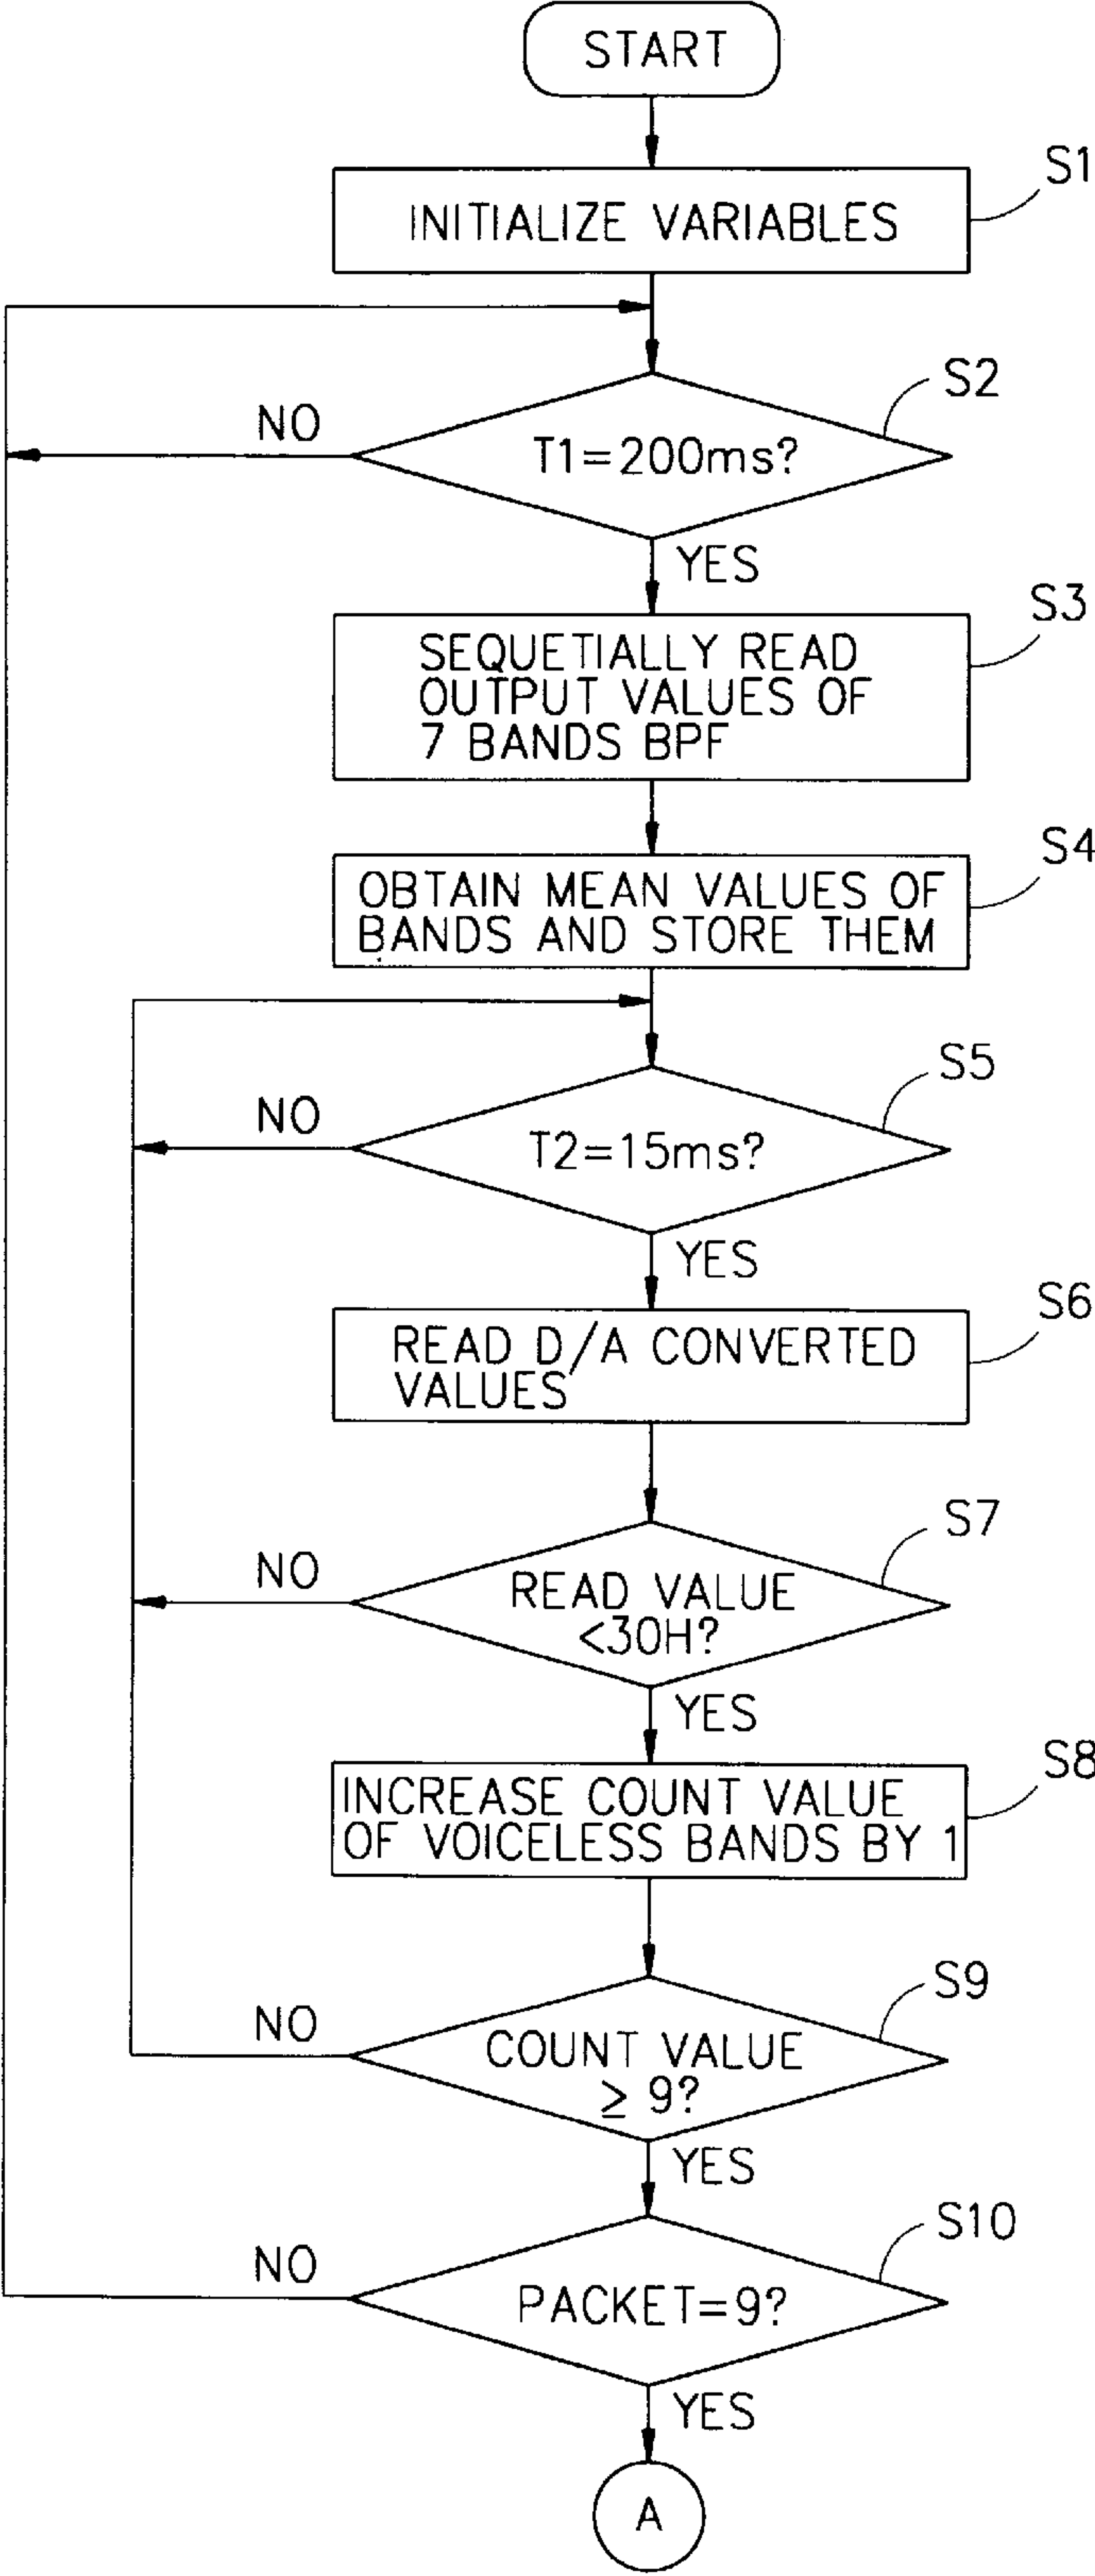 START
S1
INITIALIZE VARIABLES
S2
NO
T1=200ms?
YES
S3
SEQUETIALLY READ
OUTPUT VALUES OF
7 BANDS BPF
S4
OBTAIN MEAN VALUES OF
BANDS AND STORE THEM
S5
NO
T2=15ms?
YES
S6
READ D/A CONVERTED
VALUES
S7
NO
READ VALUE
<30H?
YES
S8
INCREASE COUNT VALUE
OF VOICELESS BANDS BY 1
S9
NO
COUNT VALUE
≥ 9?
YES
S10
NO
PACKET=9?
YES
A